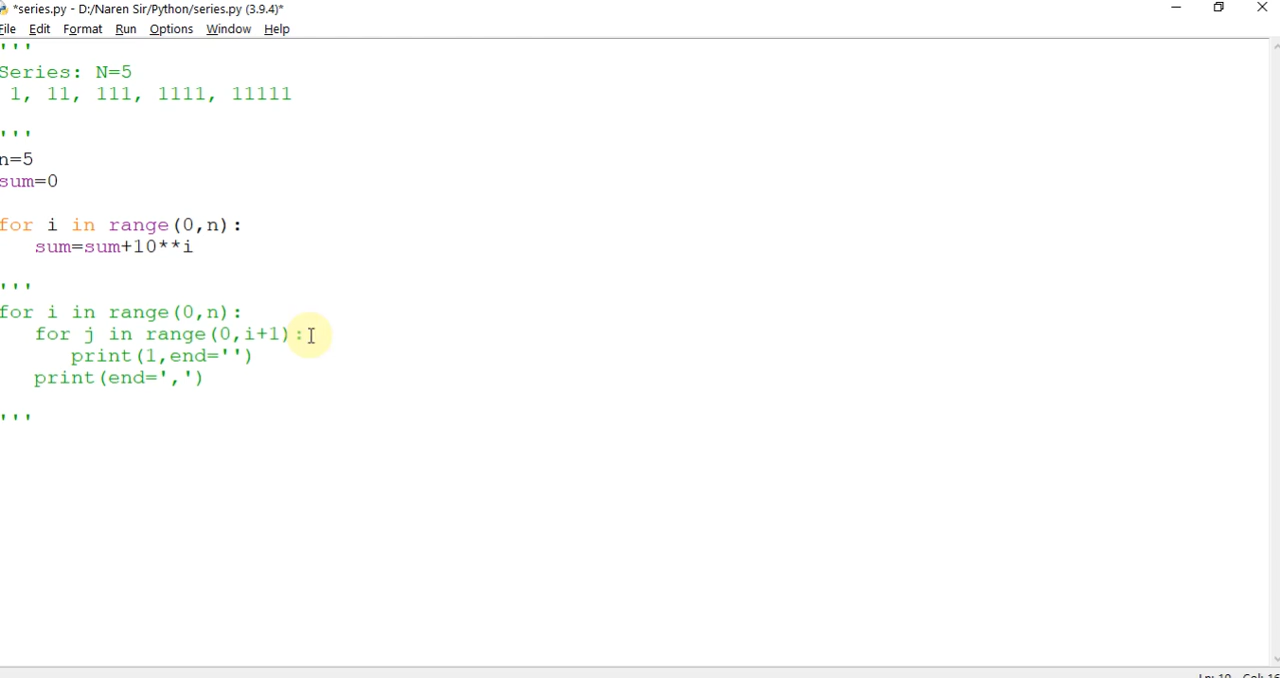 *series.py - D:/Naren Sir/Python/series.py (3.9.4)*
File Edit Format Run Options Window Help
'''
Series: N=5
1, 11, 111, 1111, 11111
'''
n=5
sum=0
for i in range(0,n):
sum=sum+10**i
'''
for i in range(0,n):
for j in range(0,i+1):
print(1,end='')
print(end=',')
'''